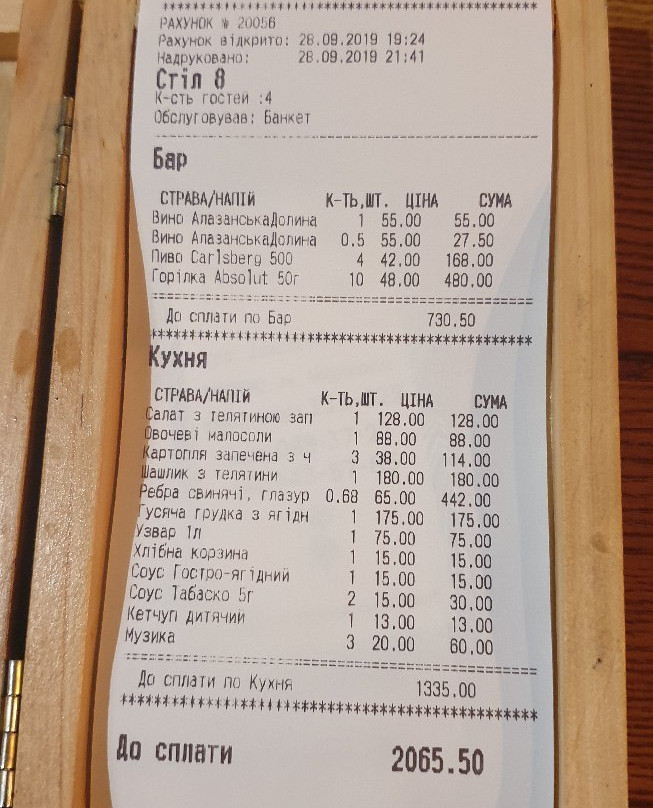 ***********************************************
РАХУНОК № 20056
Рахунок відкрито: 28.09.2019 19:24
Надруковано: 28.09.2019 21:41
Стіл 8
К-сть гостей :4
Обслуговував: Банкет
Бар
СТРАВА/НАПІЙ К-ТЬ,ШТ. ЦІНА СУМА
Вино АлазанськаДолина 1 55.00 55.00
Вино АлазанськаДолина 0.5 55.00 27.50
Пиво Carlsberg 500 4 42.00 168.00
Горілка Absolut 50г 10 48.00 480.00
До сплати по Бар 730.50
***********************************************
Кухня
СТРАВА/НАПІЙ К-ТЬ,ШТ. ЦІНА СУМА
Салат з телятиною зап 1 128.00 128.00
Овочеві малосоли 1 88.00 88.00
Картопля запечена з ч 3 38.00 114.00
Шашлик з телятини 1 180.00 180.00
Ребра свинячі, глазур 0.68 65.00 442.00
Гусяча грудка з ягідн 1 175.00 175.00
Узвар 1л 1 75.00 75.00
Хлібна корзина 1 15.00 15.00
Соус Гостро-ягідний 1 15.00 15.00
Соус Табаско 5г 2 15.00 30.00
Кетчуп дитячий 1 13.00 13.00
Музика 3 20.00 60.00
До сплати по Кухня 1335.00
***********************************************
До сплати 2065.50